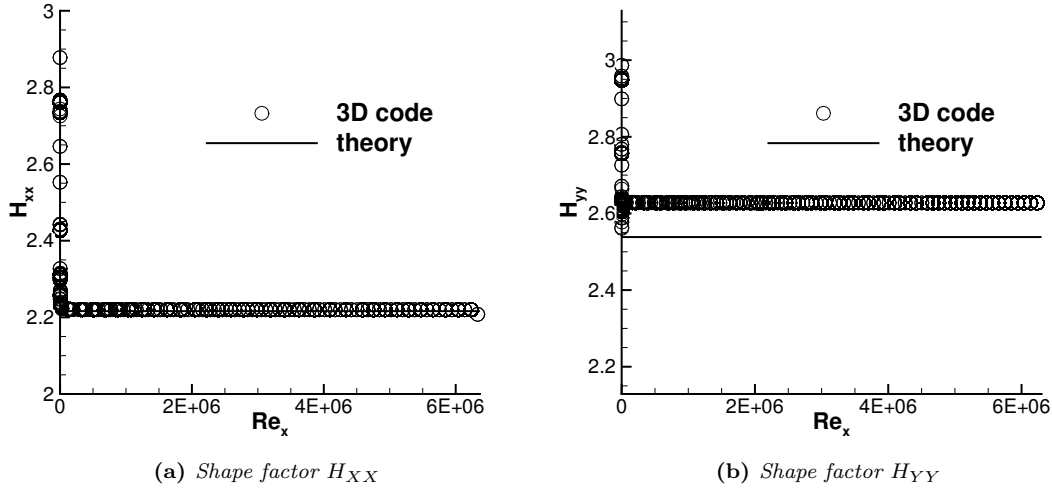 3
2.8
2.6
2.4
2.2
2
H_xx
0
2E+06
4E+06
6E+06
Re_x
3D code
theory
(a) Shape factor H_XX
3
2.8
2.6
2.6
2.4
2.2
H_yy
0
2E+06
4E+06
6E+06
Re_x
3D code
theory
(b) Shape factor H_YY